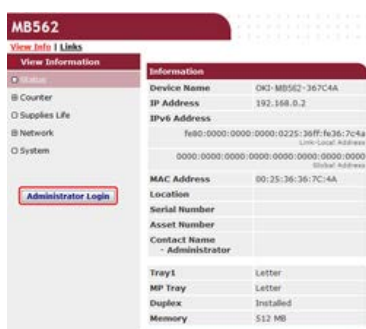 MB562
View Info | Links
View Information
Status
Counter
Supplies Life
Network
System
Administrator Login
Information
Device Name OKI-MB562-367C4A
IP Address 192.168.0.2
IPv6 Address
fe80:0000:0000:0000:0225:36ff:fe36:7c4a
Link-Local Address
0000:0000:0000:0000:0000:0000:0000:0000
Global Address
MAC Address 00:25:36:36:7C:4A
Location
Serial Number
Asset Number
Contact Name
- Administrator
Tray1 Letter
MP Tray Letter
Duplex Installed
Memory 512 MB